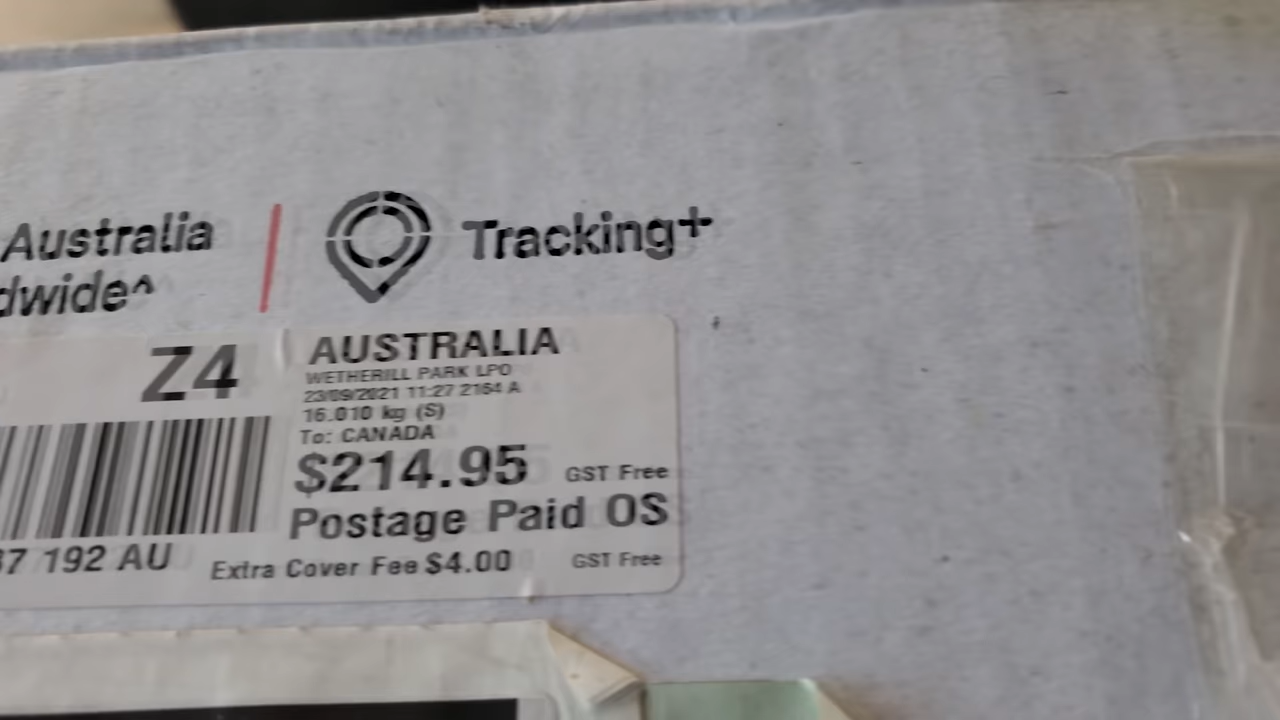 Australia
dwide^
Tracking+
Z4
AUSTRALIA
WETHERILL PARK LPO
23/09/2021 11:27 2164 A
16.010 kg (S)
To: CANADA
$214.95 GST Free
Postage Paid OS
37 192 AU
Extra Cover Fee $4.00 GST Free